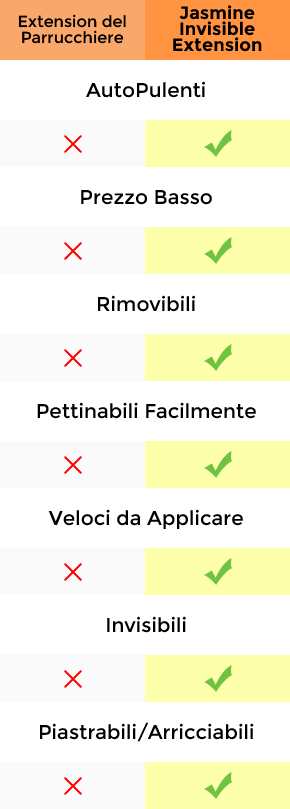 Extension del
Parrucchiere
Jasmine
Invisible
Extension
AutoPulenti
Prezzo Basso
Rimovibili
Pettinabili Facilmente
Veloci da Applicare
Invisibili
Piastrabili/Arricciabili